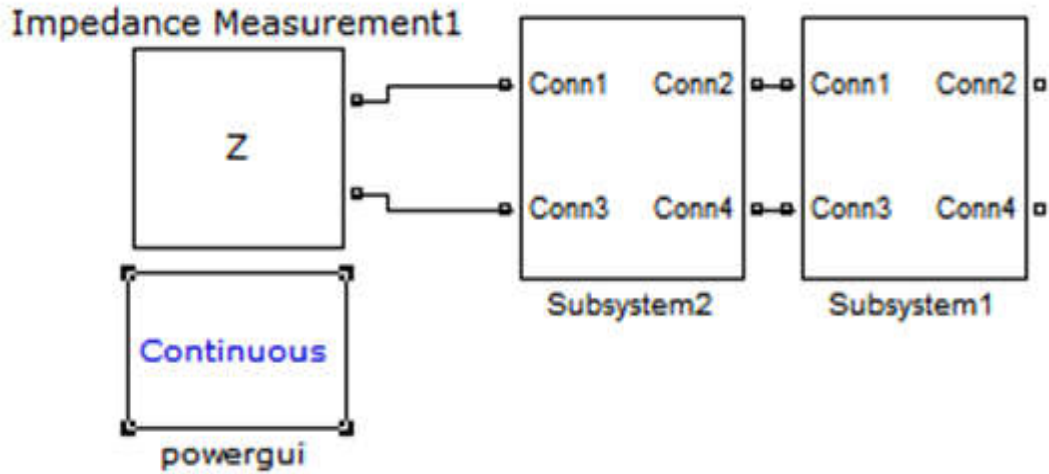 Impedance Measurement1
Z
Conn1 Conn2 Conn1 Conn2
Conn3 Conn4 Conn3 Conn4
Subsystem2 Subsystem1
Continuous
powergui